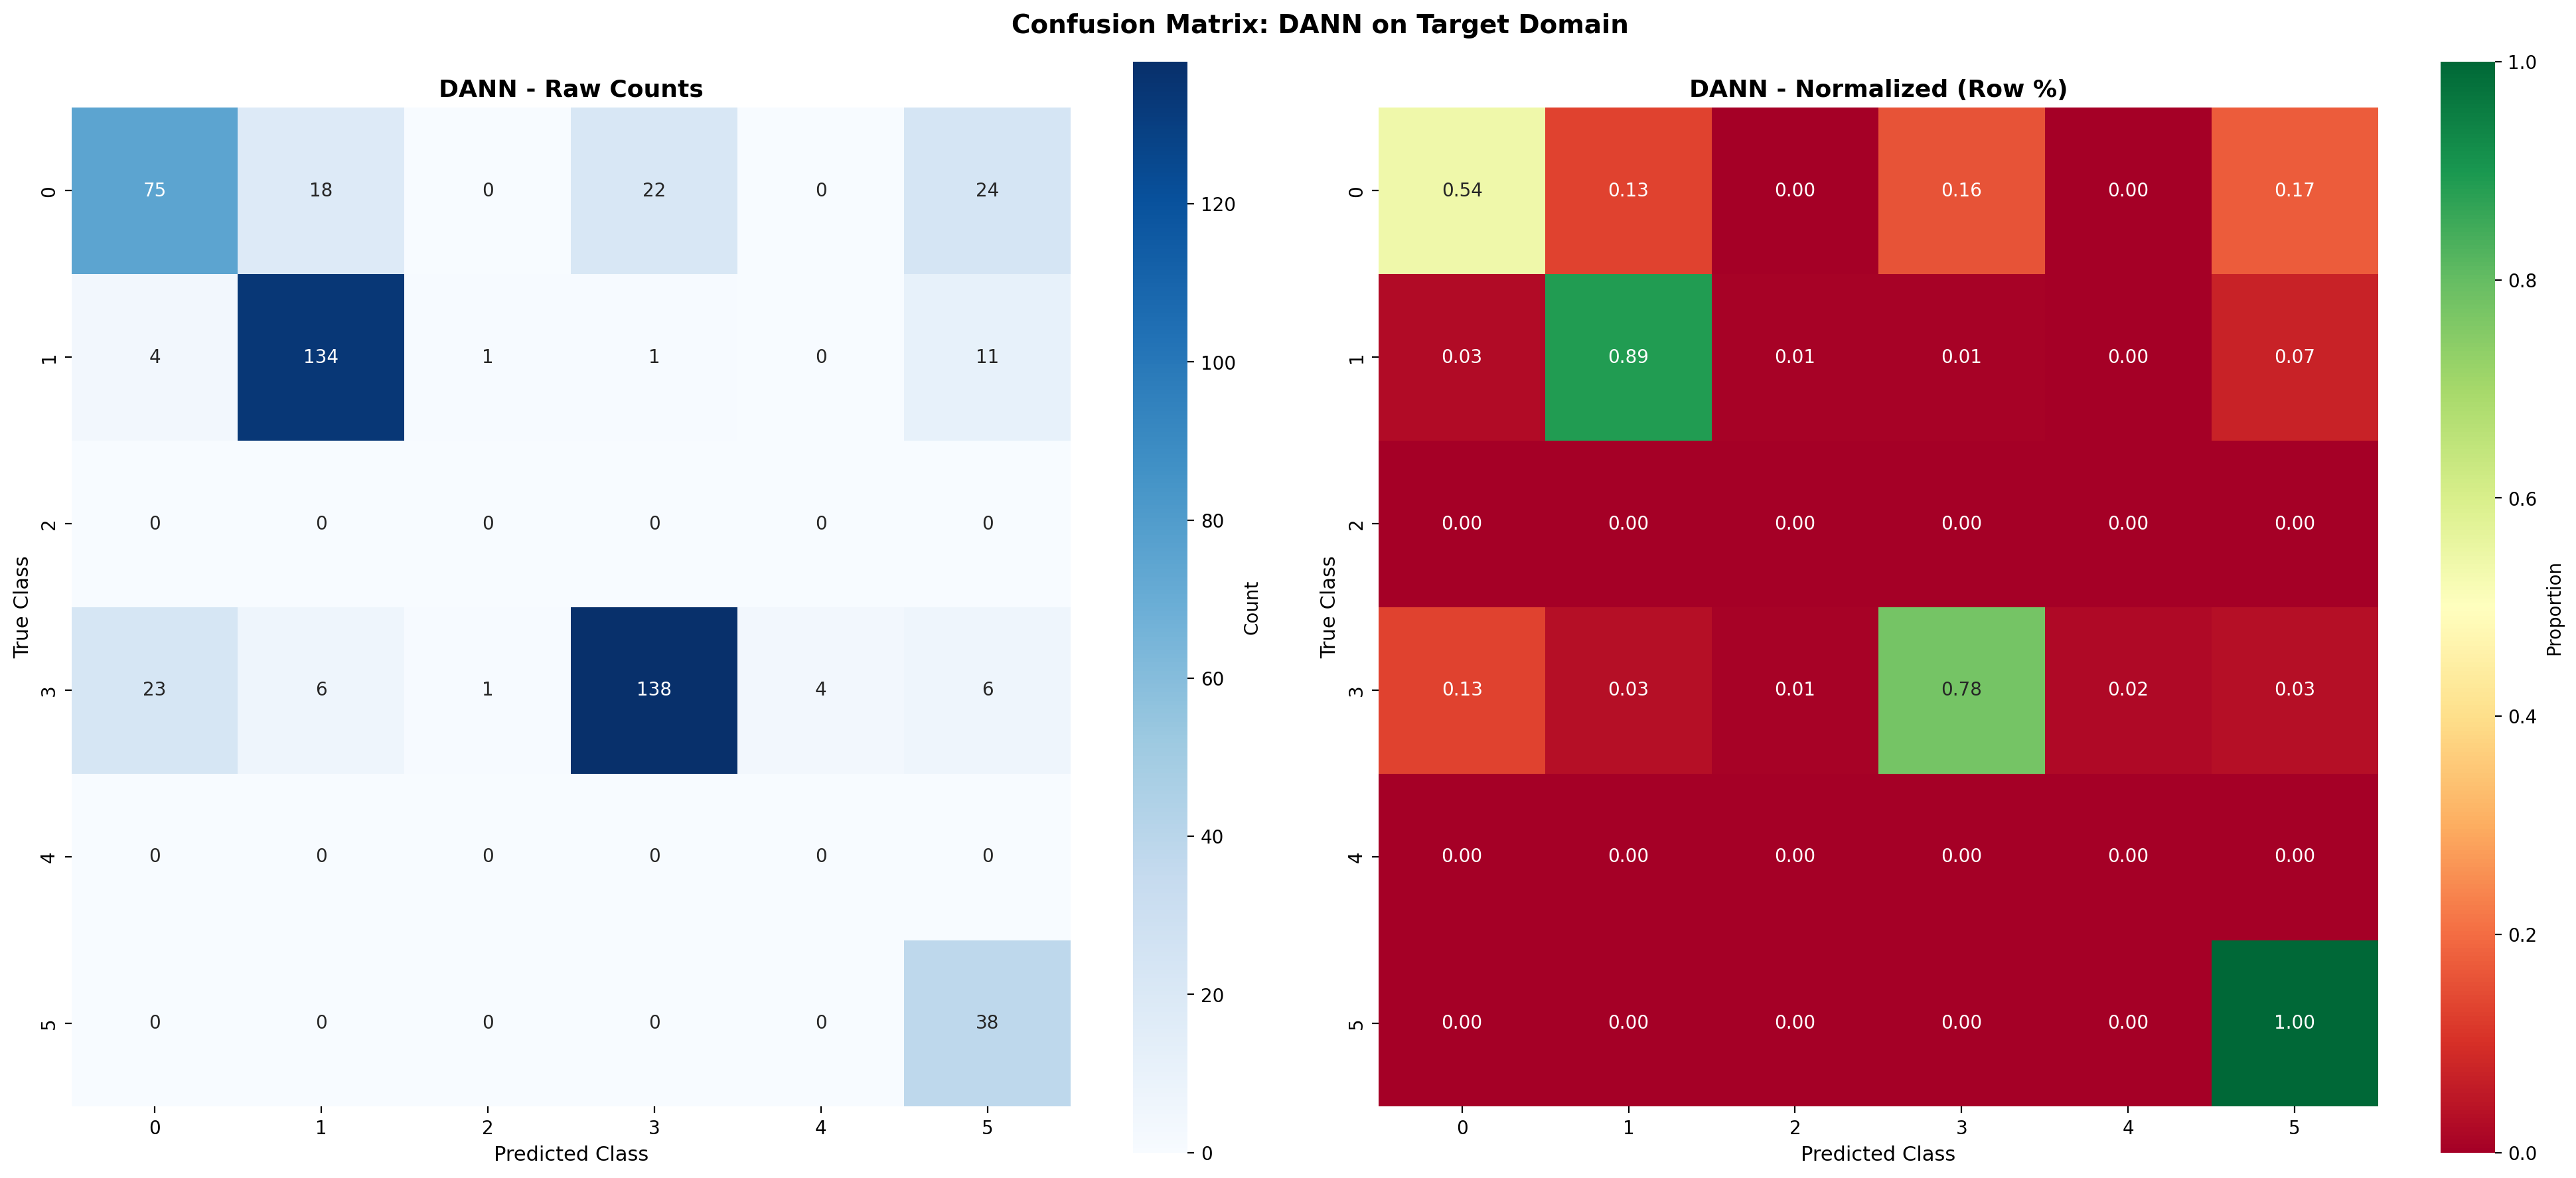 Confusion Matrix: DANN on Target Domain
DANN - Raw Counts
0 75 18 0 22 0 24
1 4 134 1 1 0 11
2 0 0 0 0 0 0
3 23 6 1 138 4 6
4 0 0 0 0 0 0
5 0 0 0 0 0 38
0 1 2 3 4 5
Predicted Class
True Class
120
100
80
60
40
20
0
Count
DANN - Normalized (Row %)
0 0.54 0.13 0.00 0.16 0.00 0.17
1 0.03 0.89 0.01 0.01 0.00 0.07
2 0.00 0.00 0.00 0.00 0.00 0.00
3 0.13 0.03 0.01 0.78 0.02 0.03
4 0.00 0.00 0.00 0.00 0.00 0.00
5 0.00 0.00 0.00 0.00 0.00 1.00
0 1 2 3 4 5
Predicted Class
True Class
1.0
0.8
0.6
0.4
0.2
0.0
Proportion